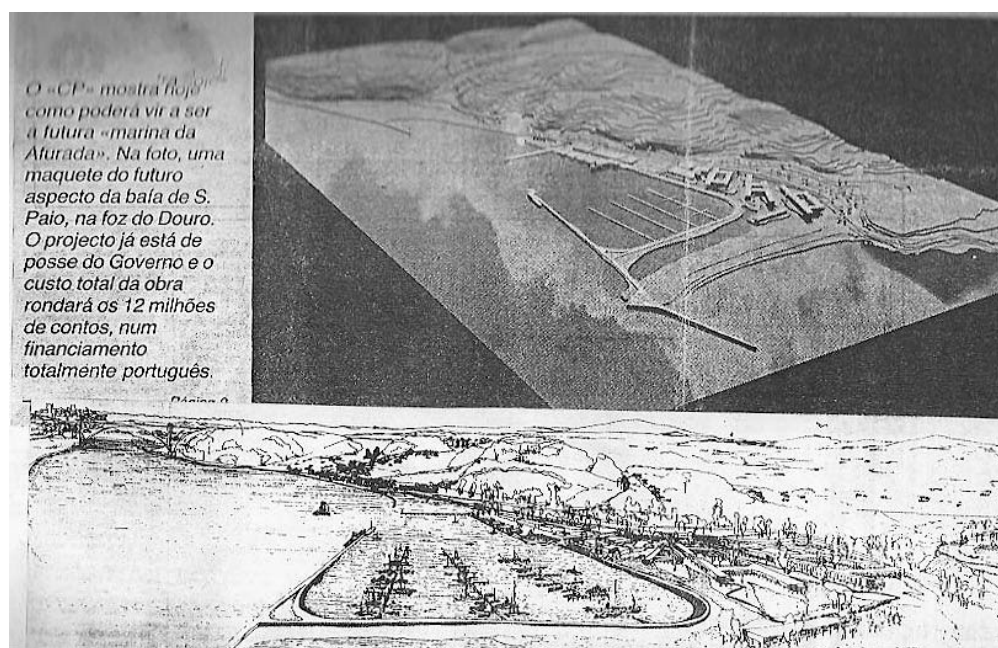 O «CP» mostra hoje
como poderá vir a ser
a futura «marina da
Afurada». Na foto, uma
maquete do futuro
aspecto da baía de S.
Paio, na foz do Douro.
O projecto já está de
posse do Governo e o
custo total da obra
rondará os 12 milhões
de contos, num
financiamento
totalmente português.
Página